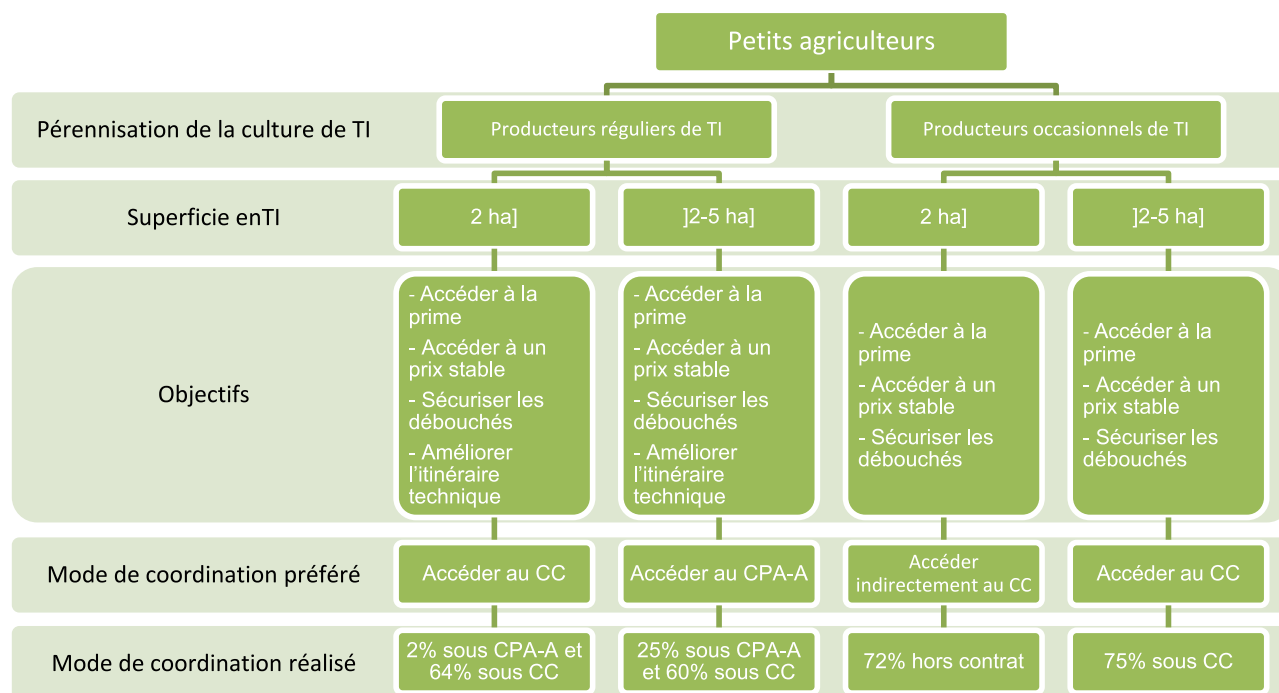 Petits agriculteurs
Pérennisation de la culture de TI
Producteurs réguliers de TI
Producteurs occasionnels de TI
Superficie enTI
2 ha]
]2-5 ha]
2 ha]
]2-5 ha]
Objectifs
- Accéder à la
prime
- Accéder à un
prix stable
- Sécuriser les
débouchés
- Améliorer
l’itinéraire
technique
- Accéder à la
prime
- Accéder à un
prix stable
- Sécuriser les
débouchés
- Améliorer
l’itinéraire
technique
- Accéder à la
prime
- Accéder à un
prix stable
- Sécuriser les
débouchés
- Accéder à la
prime
- Accéder à un
prix stable
- Sécuriser les
débouchés
Mode de coordination préféré
Accéder au CC
Accéder au CPA-A
Accéder
indirectement au CC
Accéder au CC
Mode de coordination réalisé
2% sous CPA-A et
64% sous CC
25% sous CPA-A
et 60% sous CC
72% hors contrat
75% sous CC